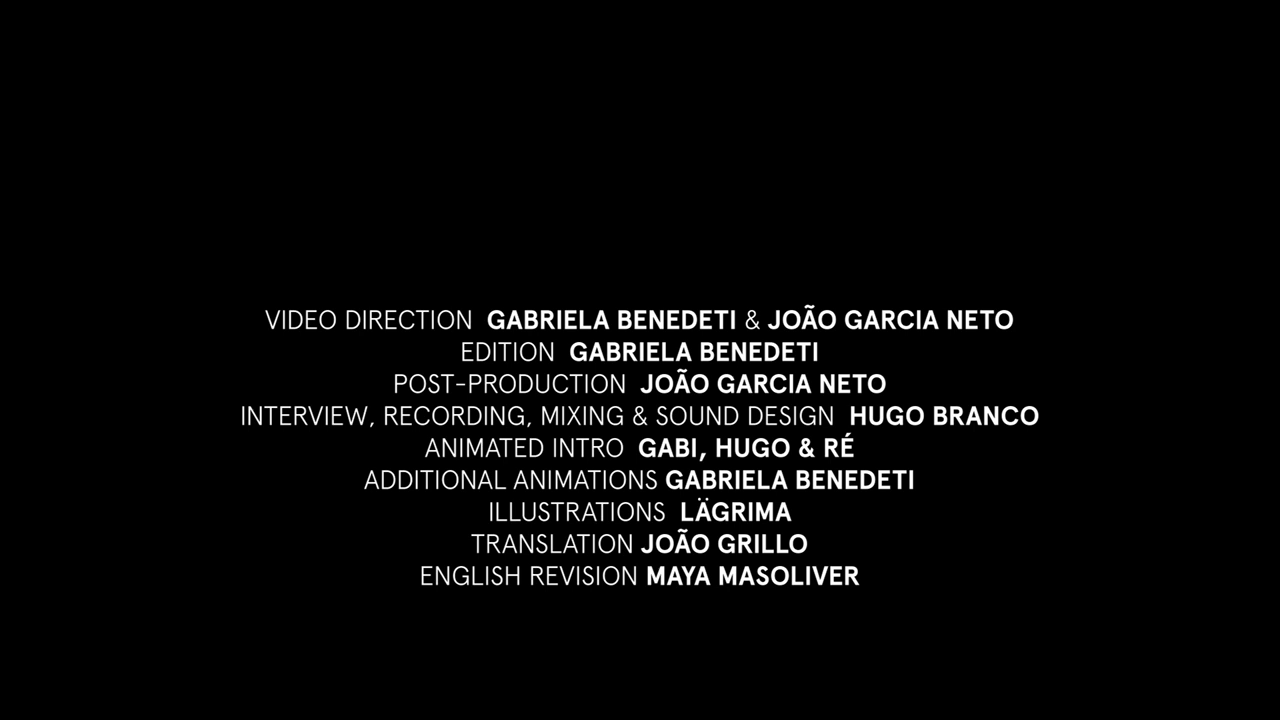 VIDEO DIRECTION GABRIELA BENEDETI & JOÃO GARCIA NETO
EDITION GABRIELA BENEDETI
POST-PRODUCTION JOÃO GARCIA NETO
INTERVIEW, RECORDING, MIXING & SOUND DESIGN HUGO BRANCO
ANIMATED INTRO GABI, HUGO & RÉ
ADDITIONAL ANIMATIONS GABRIELA BENEDETI
ILLUSTRATIONS LÄGRIMA
TRANSLATION JOÃO GRILLO
ENGLISH REVISION MAYA MASOLIVER